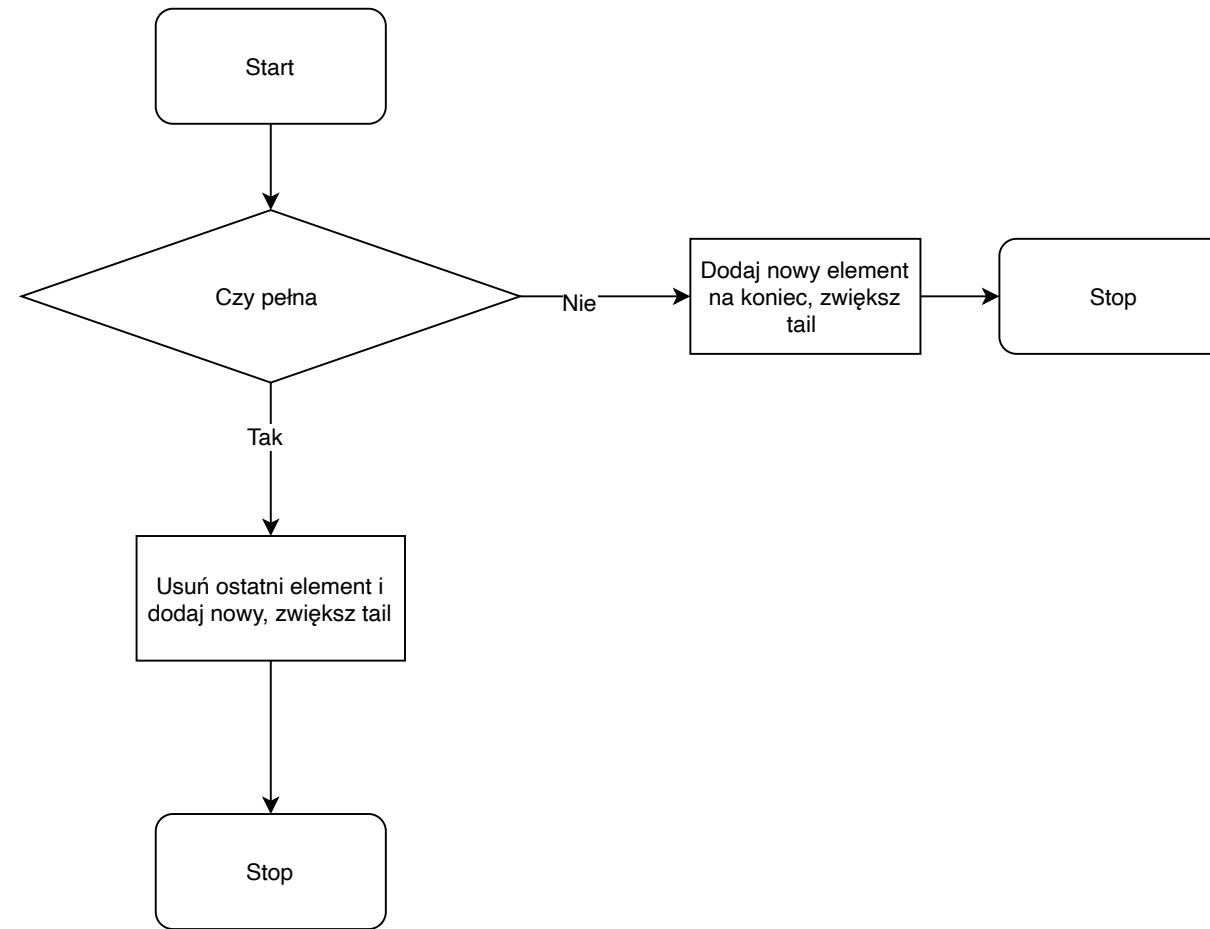 Start
Czy pełna
Nie
Dodaj nowy element
na koniec, zwiększ
tail
Stop
Tak
Usuń ostatni element i
dodaj nowy, zwiększ tail
Stop